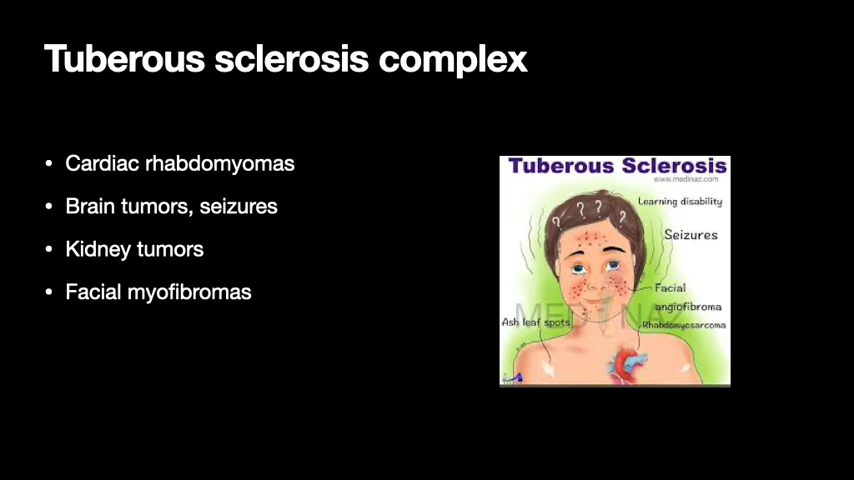 Tuberous sclerosis complex
• Cardiac rhabdomyomas
• Brain tumors, seizures
• Kidney tumors
• Facial myofibromas
Tuberous Sclerosis
www.medinaz.com
Learning disability
? ? ? ?
Seizures
Facial
angiofibroma
Ash leaf spots
Rhabdomyosarcoma